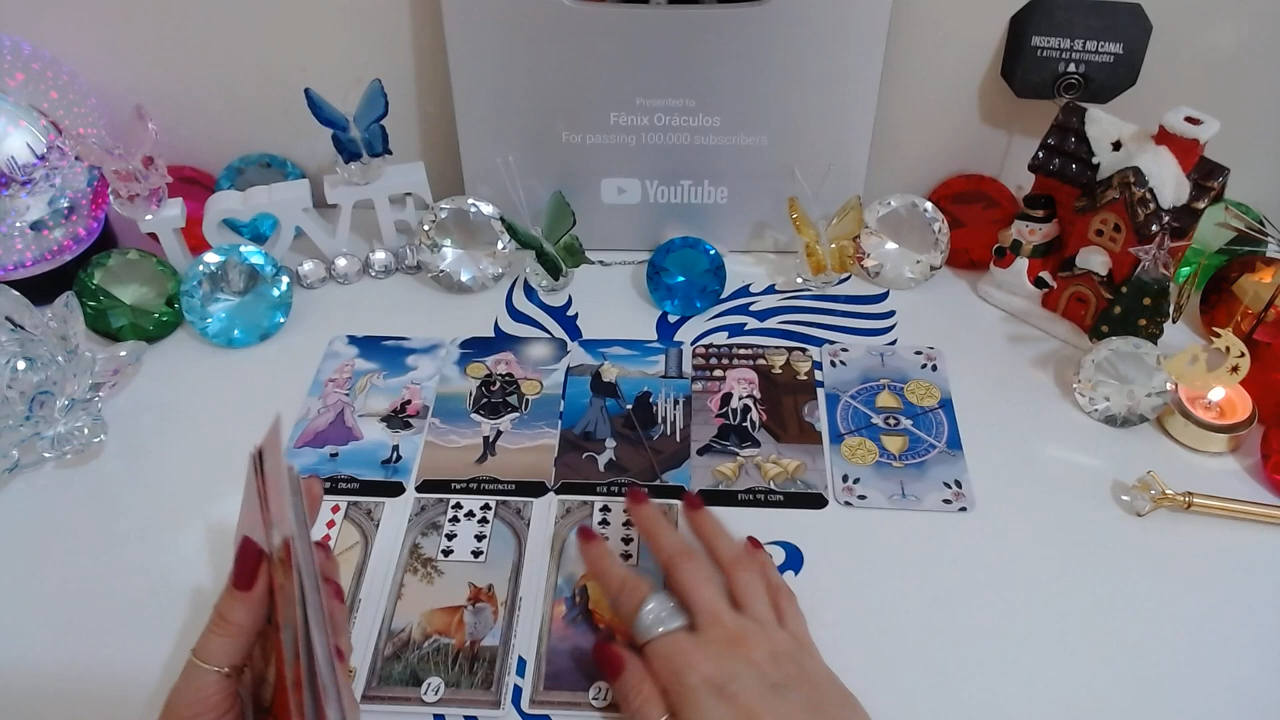 INSCREVA-SE NO CANAL
E ATIVE AS NOTIFICAÇÕES
Presented to
Fênix Oráculos
For passing 100.000 subscribers
YouTube
LOVE
- DEATH
TWO OF PENTACLES
SIX OF
FIVE OF CUPS
14
21